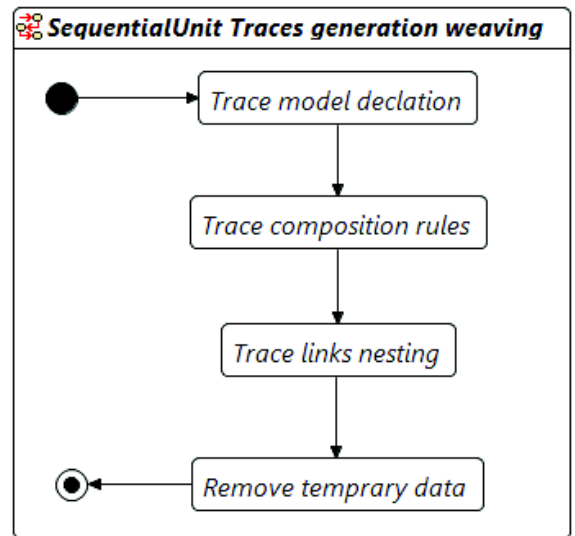 SequentialUnit Traces generation weaving
Trace model declation
Trace composition rules
Trace links nesting
Remove temprary data